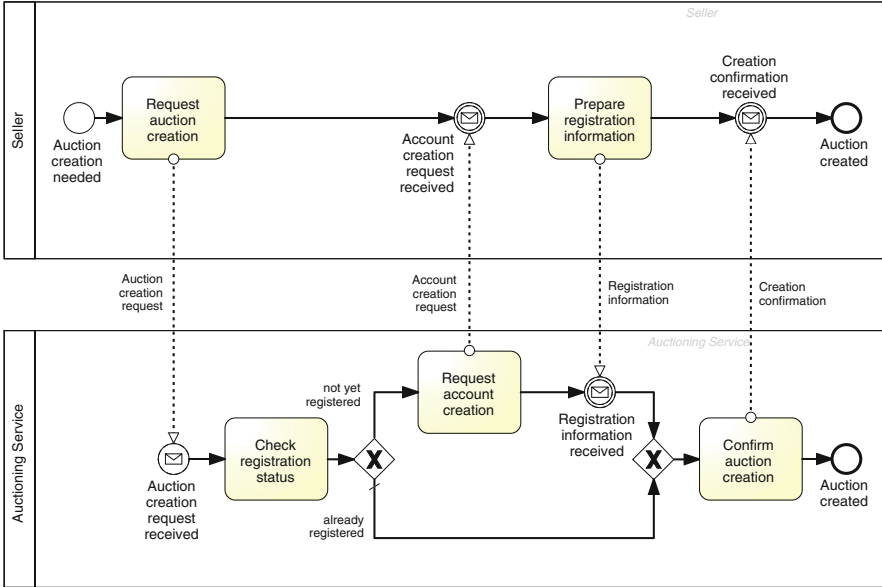 Seller
Seller
Creation
confirmation
received
Request
auction
creation
Prepare
registration
information
Auction
creation
needed
Account
creation
request
received
Auction
created
Auction
creation
request
Account
creation
request
Registration
information
Creation
confirmation
Auctioning Service
Auctioning Service
not yet
registered
Request
account
creation
Registration
information
received
Check
registration
status
Confirm
auction
creation
Auction
creation
request
received
already
registered
Auction
created